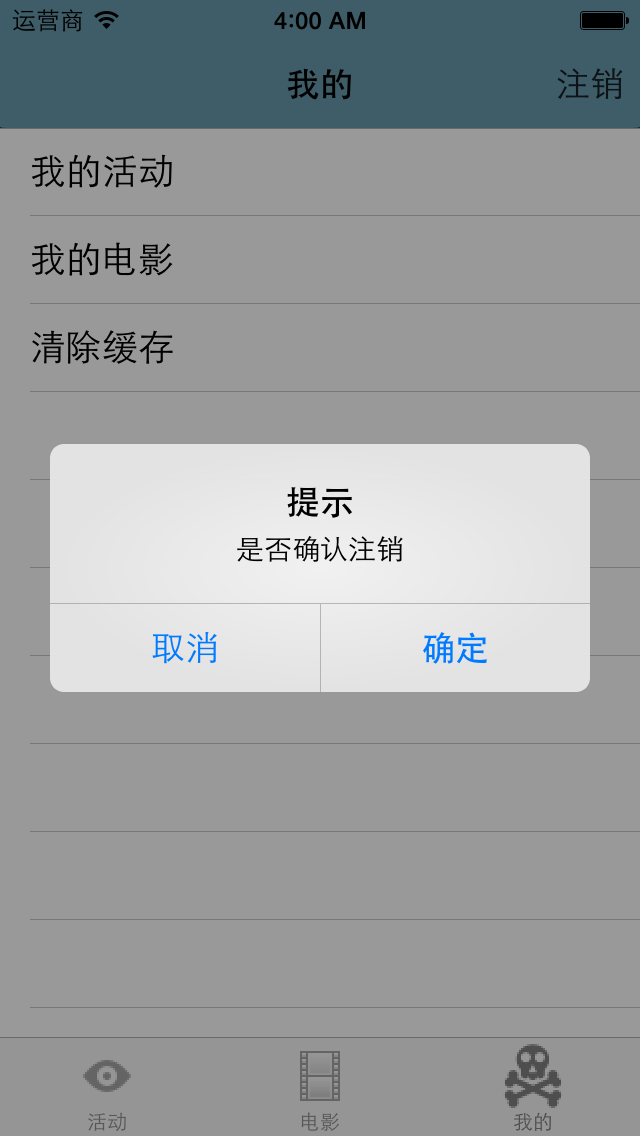 运营商 4:00 AM
我的 注销
我的活动
我的电影
清除缓存
提示
是否确认注销
取消 确定
活动 电影 我的